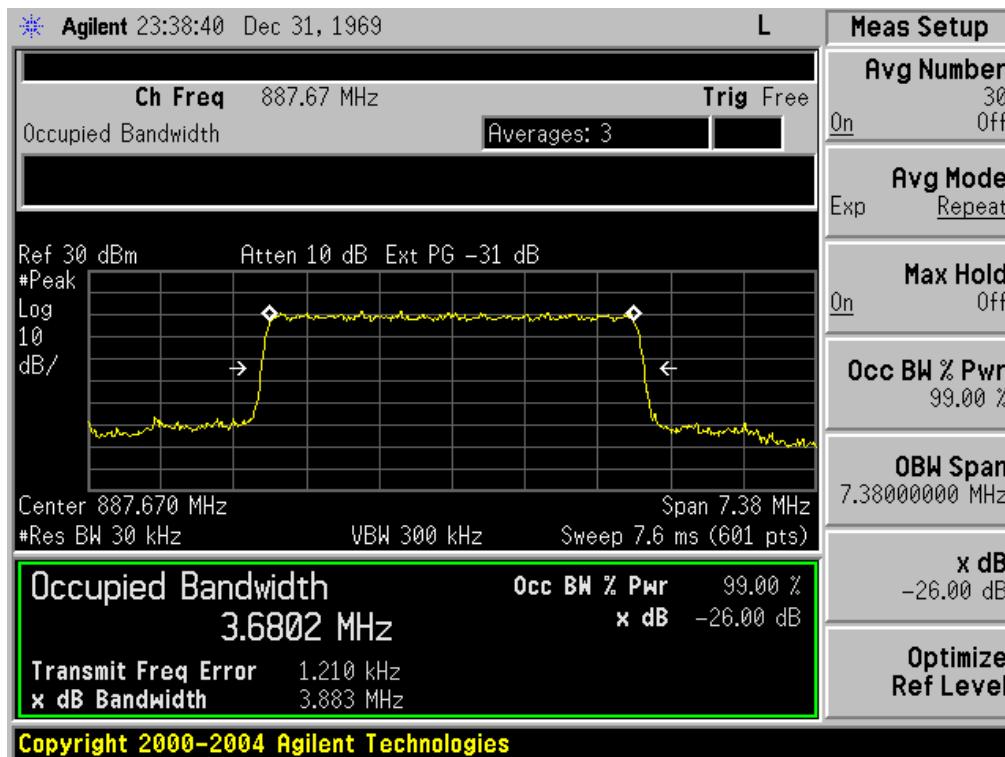 Agilent 23:38:40 Dec 31, 1969 L
Ch Freq 887.67 MHz Trig Free
Occupied Bandwidth Averages: 3
Ref 30 dBm Atten 10 dB Ext PG -31 dB
#Peak
Log
10
dB/
Center 887.670 MHz Span 7.38 MHz
#Res BW 30 kHz VBW 300 kHz Sweep 7.6 ms (601 pts)
Occupied Bandwidth Occ BW % Pwr 99.00 %
3.6802 MHz x dB -26.00 dB
Transmit Freq Error 1.210 kHz
x dB Bandwidth 3.883 MHz
Copyright 2000-2004 Agilent Technologies
Meas Setup
Avg Number
30
On Off
Avg Mode
Exp Repeat
Max Hold
On Off
Occ BW % Pwr
99.00 %
OBW Span
7.38000000 MHz
x dB
-26.00 dB
Optimize
Ref Level